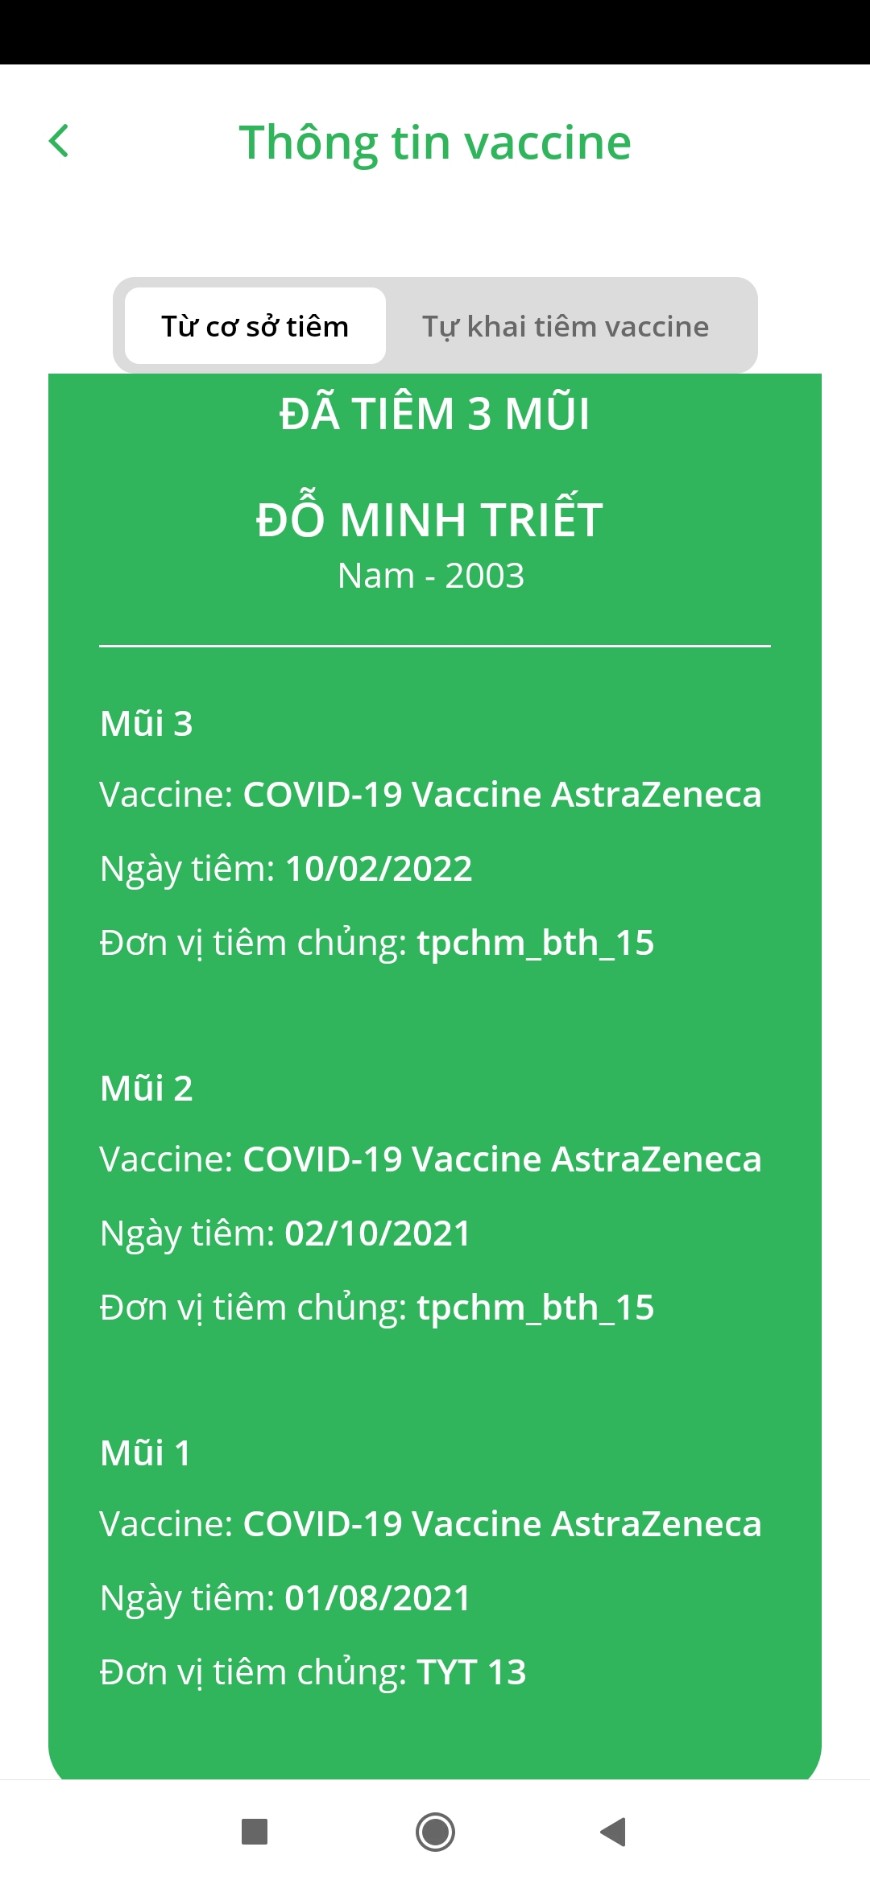 Thông tin vaccine
Từ cơ sở tiêm
Tự khai tiêm vaccine
ĐÃ TIÊM 3 MŨI
ĐỖ MINH TRIẾT
Nam - 2003
Mũi 3
Vaccine: COVID-19 Vaccine AstraZeneca
Ngày tiêm: 10/02/2022
Đơn vị tiêm chủng: tpchm_bth_15
Mũi 2
Vaccine: COVID-19 Vaccine AstraZeneca
Ngày tiêm: 02/10/2021
Đơn vị tiêm chủng: tpchm_bth_15
Mũi 1
Vaccine: COVID-19 Vaccine AstraZeneca
Ngày tiêm: 01/08/2021
Đơn vị tiêm chủng: TYT 13